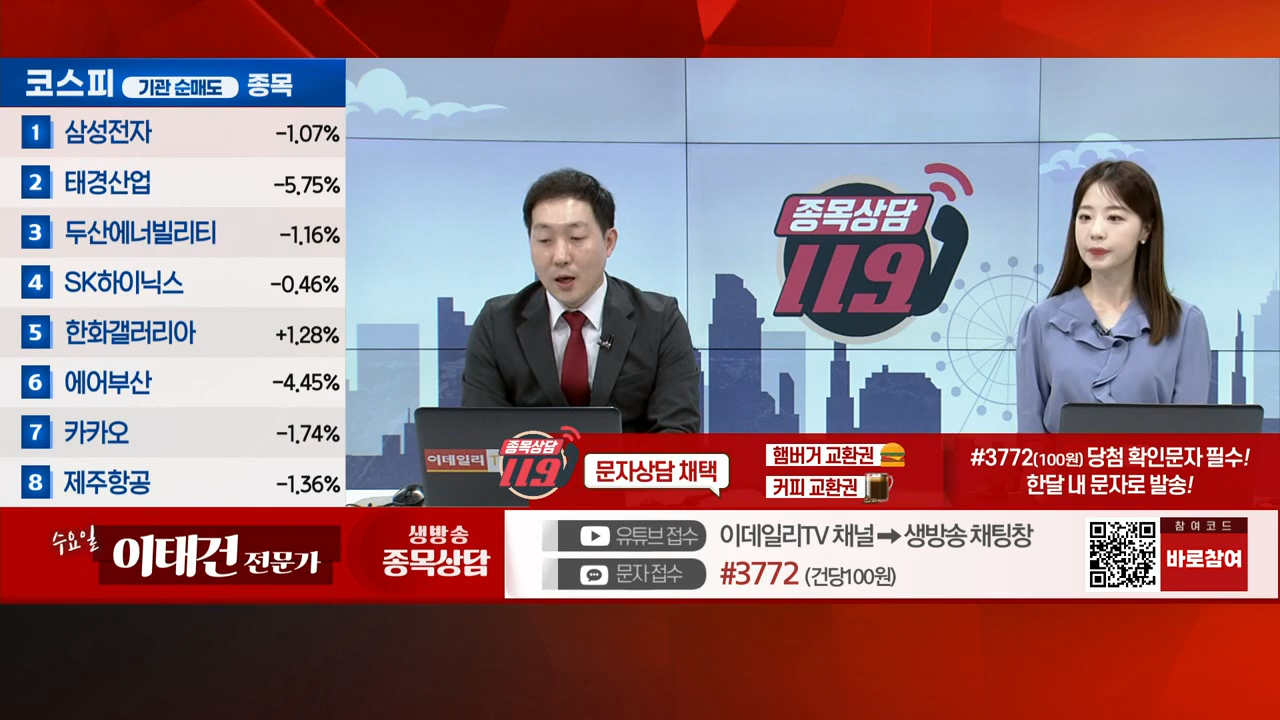 코스피 기관 순매도 종목
1 삼성전자 -1.07%
2 태경산업 -5.75%
3 두산에너빌리티 -1.16%
4 SK하이닉스 -0.46%
5 한화갤러리아 +1.28%
6 에어부산 -4.45%
7 카카오 -1.74%
8 제주항공 -1.36%
종목상담
119
이데일리T
종목상담
119
문자상담 채택
햄버거 교환권
커피 교환권
#3772(100원) 당첨 확인문자 필수!
한달 내 문자로 발송!
수요일 이태건 전문가
생방송
종목상담
유튜브 접수 이데일리TV 채널➡생방송 채팅창
문자 접수 #3772 (건당100원)
참여코드
바로참여